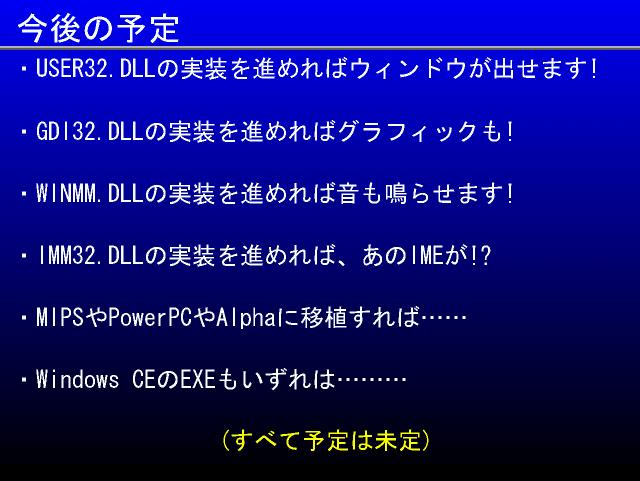 今後の予定
・USER32.DLLの実装を進めればウィンドウが出せます!
・GDI32.DLLの実装を進めればグラフィックも!
・WINMM.DLLの実装を進めれば音も鳴らせます!
・IMM32.DLLの実装を進めれば、あのIMEが!?
・MIPSやPowerPCやAlphaに移植すれば……
・Windows CEのEXEもいずれは………
(すべて予定は未定)